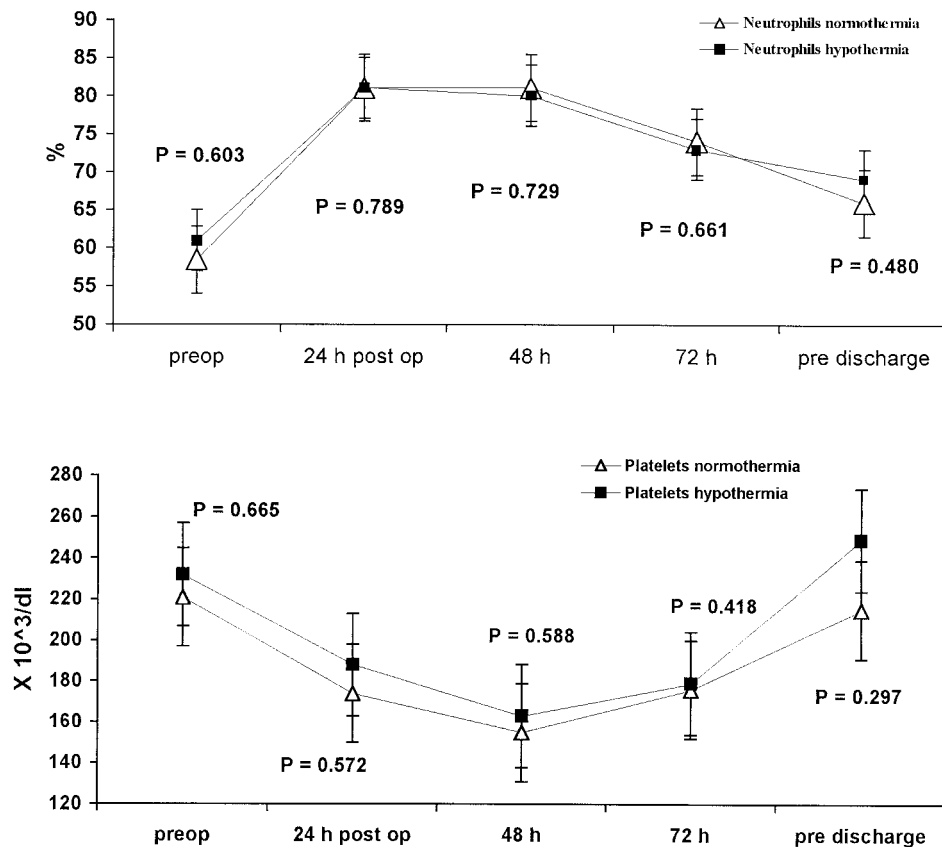 90
85
80
75
70
65
60
55
50
%
Neutrophils normothermia
Neutrophils hypothermia
P = 0.603
P = 0.789
P = 0.729
P = 0.661
P = 0.480
preop
24 h post op
48 h
72 h
pre discharge
280
260
240
220
200
180
160
140
120
X 10^3/dl
Platelets normothermia
Platelets hypothermia
P = 0.665
P = 0.572
P = 0.588
P = 0.418
P = 0.297
preop
24 h post op
48 h
72 h
pre discharge